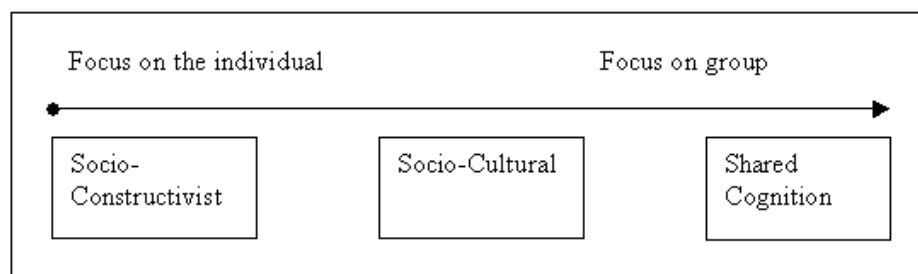 Focus on the individual
Focus on group
Socio-
Constructivist
Socio-Cultural
Shared
Cognition